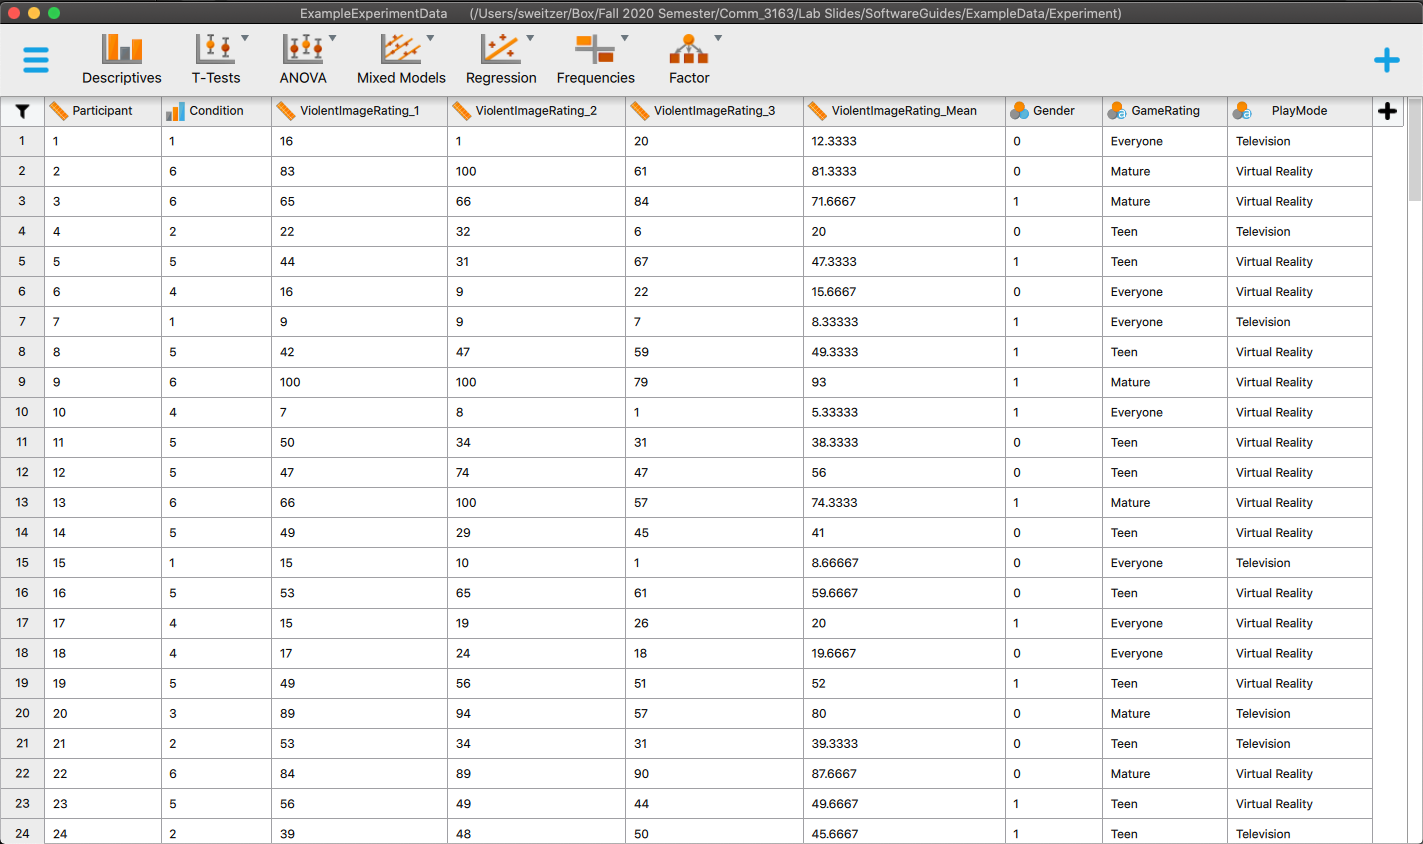 ExampleExperimentData (/Users/sweitzer/Box/Fall 2020 Semester/Comm_3163/Lab Slides/SoftwareGuides/ExampleData/Experiment)
Descriptives T-Tests ANOVA Mixed Models Regression Frequencies Factor
Participant Condition ViolentImageRating_1 ViolentImageRating_2 ViolentImageRating_3 ViolentImageRating_Mean Gender GameRating PlayMode
1 1 1 16 1 20 12.3333 0 Everyone Television
2 2 6 83 100 61 81.3333 0 Mature Virtual Reality
3 3 6 65 66 84 71.6667 1 Mature Virtual Reality
4 4 2 22 32 6 20 0 Teen Television
5 5 5 44 31 67 47.3333 1 Teen Virtual Reality
6 6 4 16 9 22 15.6667 0 Everyone Virtual Reality
7 7 1 9 9 7 8.33333 1 Everyone Television
8 8 5 42 47 59 49.3333 1 Teen Virtual Reality
9 9 6 100 100 79 93 1 Mature Virtual Reality
10 10 4 7 8 1 5.33333 1 Everyone Virtual Reality
11 11 5 50 34 31 38.3333 0 Teen Virtual Reality
12 12 5 47 74 47 56 0 Teen Virtual Reality
13 13 6 66 100 57 74.3333 1 Mature Virtual Reality
14 14 5 49 29 45 41 0 Teen Virtual Reality
15 15 1 15 10 1 8.66667 0 Everyone Television
16 16 5 53 65 61 59.6667 0 Teen Virtual Reality
17 17 4 15 19 26 20 1 Everyone Virtual Reality
18 18 4 17 24 18 19.6667 0 Everyone Virtual Reality
19 19 5 49 56 51 52 1 Teen Virtual Reality
20 20 3 89 94 57 80 0 Mature Television
21 21 2 53 34 31 39.3333 0 Teen Television
22 22 6 84 89 90 87.6667 0 Mature Virtual Reality
23 23 5 56 49 44 49.6667 1 Teen Virtual Reality
24 24 2 39 48 50 45.6667 1 Teen Television